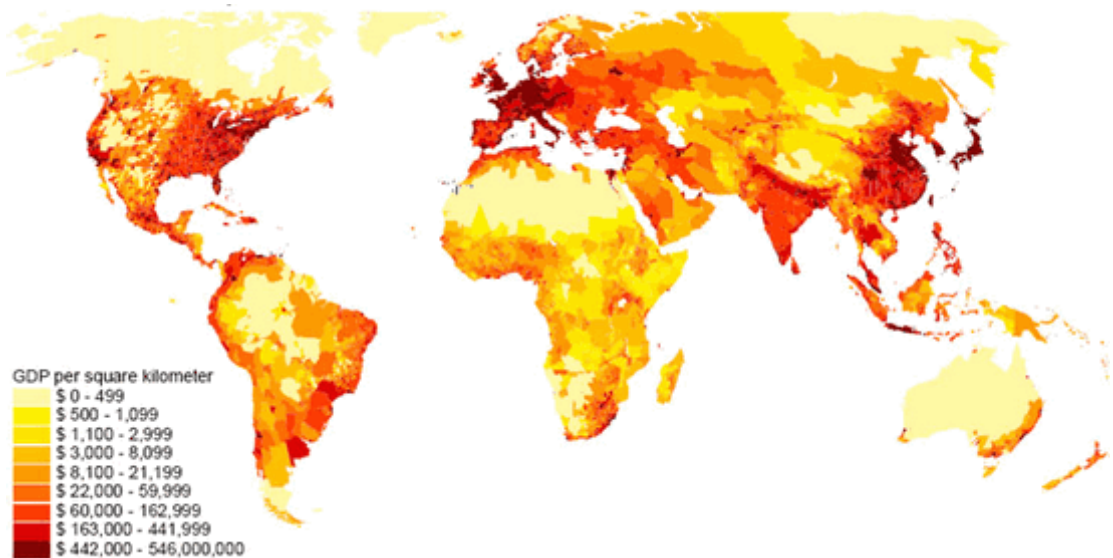 GDP per square kilometer
$ 0 - 499
$ 500 - 1,099
$ 1,100 - 2,999
$ 3,000 - 8,099
$ 8,100 - 21,199
$ 22,000 - 59,999
$ 60,000 - 162,999
$ 163,000 - 441,999
$ 442,000 - 546,000,000